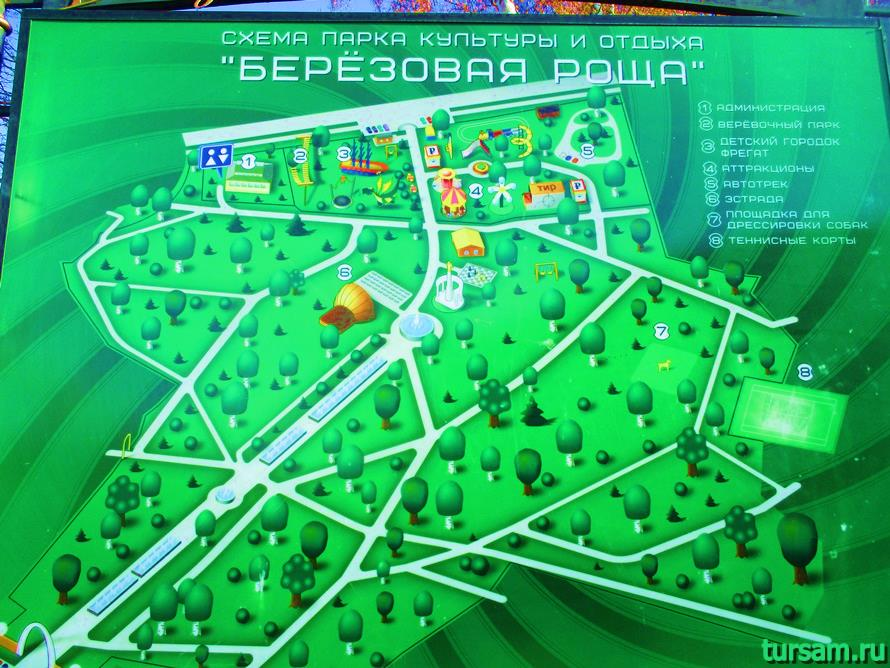 СХЕМА ПАРКА КУЛЬТУРЫ И ОТДЫХА
"БЕРЁЗОВАЯ РОЩА"
1 АДМИНИСТРАЦИЯ
2 ВЕРЁВОЧНЫЙ ПАРК
3 ДЕТСКИЙ ГОРОДОК
ФРЕГАТ
4 АТТРАКЦИОНЫ
5 АВТОТРЕК
6 ЭСТРАДА
7 ПЛОЩАДКА ДЛЯ
ДРЕССИРОВКИ СОБАК
8 ТЕННИСНЫЕ КОРТЫ
1
2
3
P
5
4
ТИР
P
6
7
8
tursam.ru